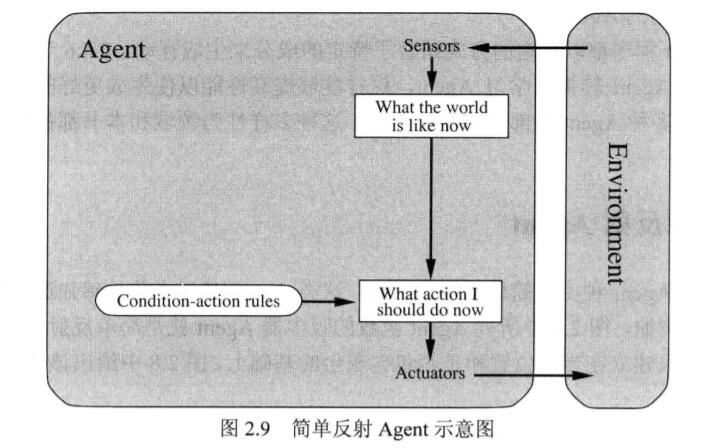 Agent
Sensors
What the world
is like now
Environment
Condition-action rules
What action I
should do now
Actuators
图 2.9 简单反射 Agent 示意图